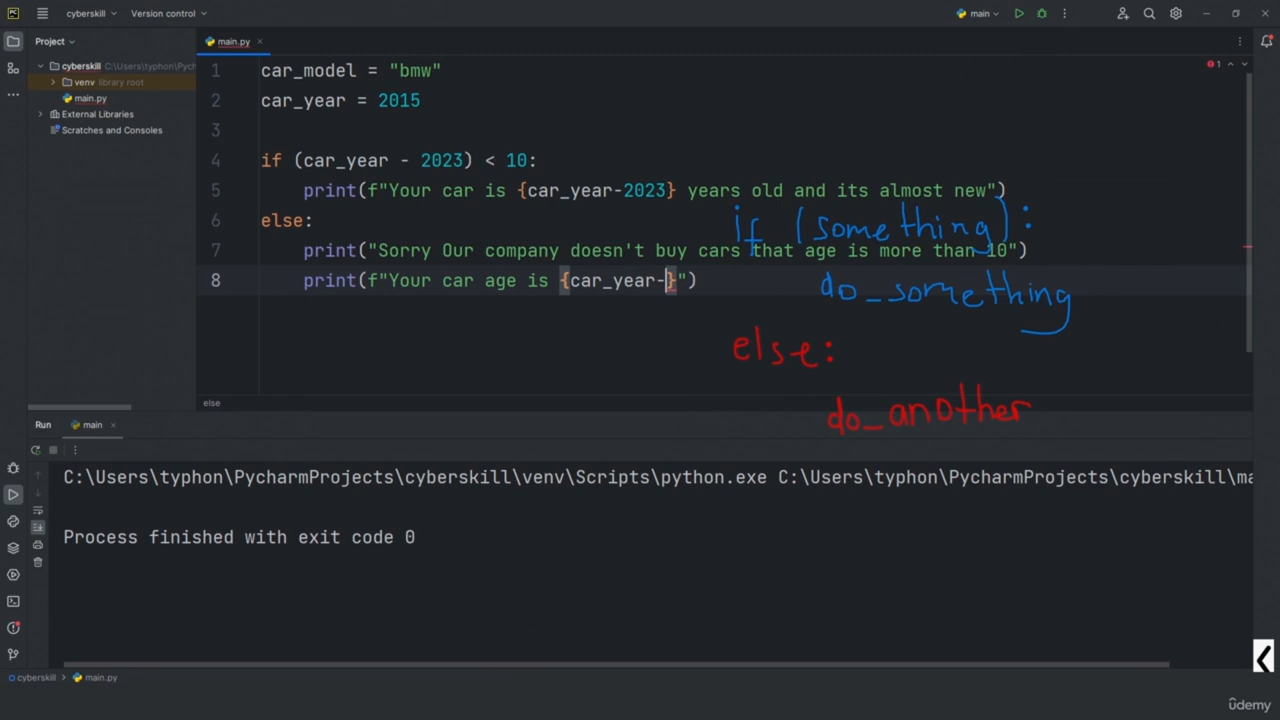 PC cyberskill Version control main
Project main.py
cyberskill C:\Users\typhon\Pych
venv library root
main.py
External Libraries
Scratches and Consoles
1 car_model = "bmw"
2 car_year = 2015
3
4 if (car_year - 2023) < 10:
5 print(f"Your car is {car_year-2023} years old and its almost new")
6 else:
7 print("Sorry Our company doesn't buy cars that age is more than 10")
8 print(f"Your car age is {car_year-}")
1
if (something):
do_something
else:
do_another
else
Run main
C:\Users\typhon\PycharmProjects\cyberskill\venv\Scripts\python.exe C:\Users\typhon\PycharmProjects\cyberskill\ma
Process finished with exit code 0
cyberskill > main.py
ûdemy